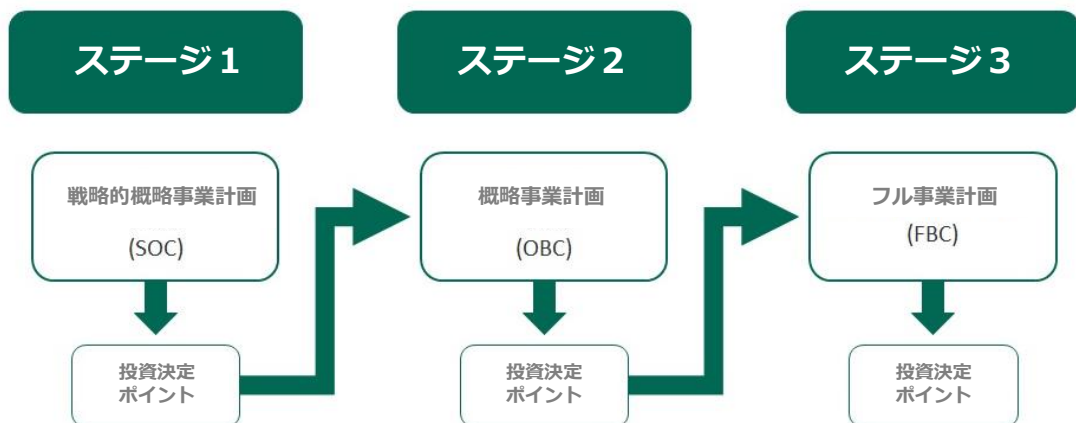 ステージ１
ステージ２
ステージ３
戦略的概略事業計画
(SOC)
概略事業計画
(OBC)
フル事業計画
(FBC)
投資決定
ポイント
投資決定
ポイント
投資決定
ポイント